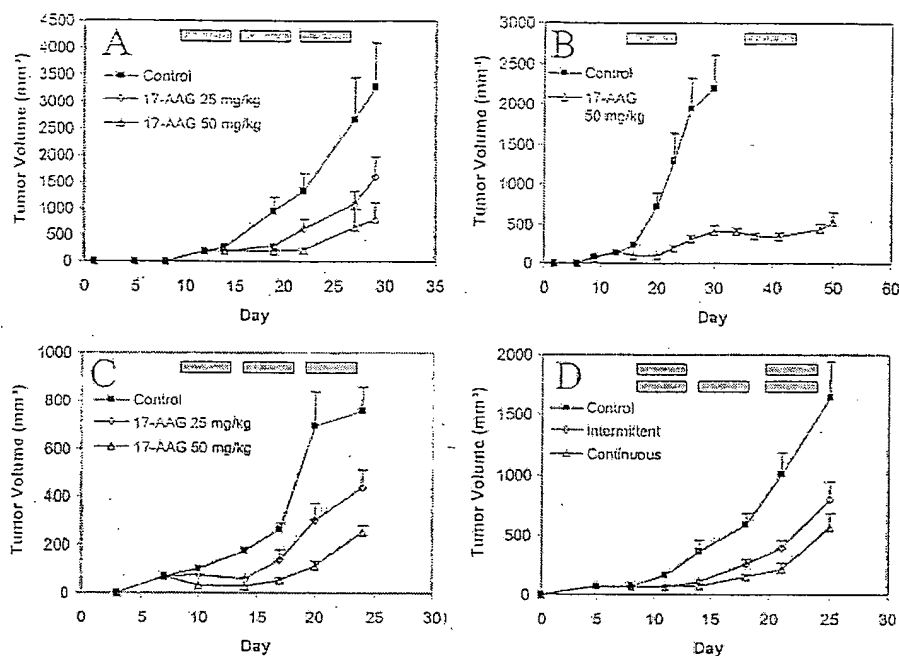 A
Tumor Volume (mm³)
4500
4000
3500
3000
2500
2000
1500
1000
500
0
Control
17-AAG 25 mg/kg
17-AAG 50 mg/kg
0 5 10 15 20 25 30 35
Day
B
Tumor Volume (mm³)
3000
2500
2000
1500
1000
500
0
Control
17-AAG
50 mg/kg
0 10 20 30 40 50 60
Day
C
Tumor Volume (mm³)
1000
800
600
400
200
0
Control
17-AAG 25 mg/kg
17-AAG 50 mg/kg
0 5 10 15 20 25 30
Day
D
Tumor Volume (mm³)
2000
1500
1000
500
0
Control
Intermittent
Continuous
0 5 10 15 20 25 30
Day